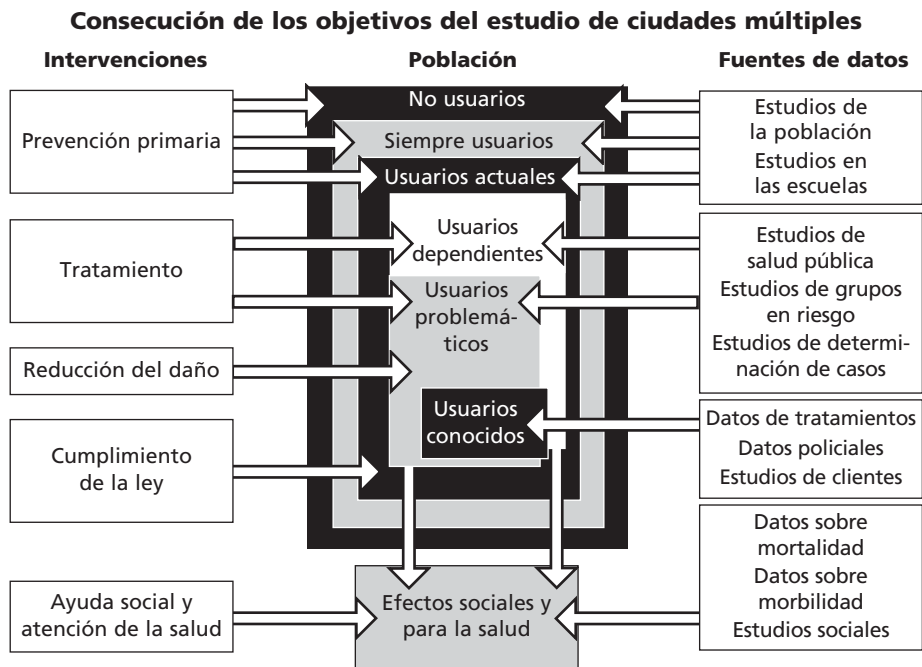 Consecución de los objetivos del estudio de ciudades múltiples
Intervenciones
Población
Fuentes de datos
Prevención primaria
Tratamiento
Reducción del daño
Cumplimiento
de la ley
Ayuda social y
atención de la salud
No usuarios
Siempre usuarios
Usuarios actuales
Usuarios
dependientes
Usuarios
problemá-
ticos
Usuarios
conocidos
Efectos sociales y
para la salud
Estudios de
la población
Estudios en
las escuelas
Estudios de
salud pública
Estudios de grupos
en riesgo
Estudios de determi-
nación de casos
Datos de tratamientos
Datos policiales
Estudios de clientes
Datos sobre
mortalidad
Datos sobre
morbilidad
Estudios sociales